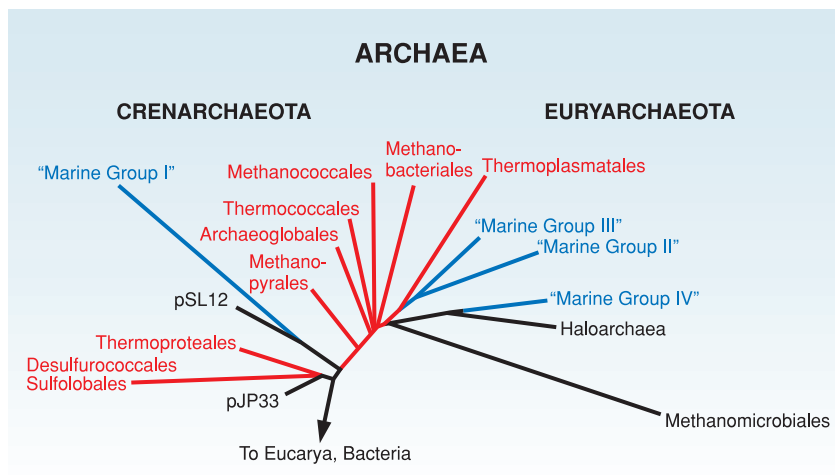 ARCHAEA
CRENARCHAEOTA
EURYARCHAEOTA
“Marine Group I”
Methanococcales
Methano-
bacteriales
Thermoplasmatales
Thermococcales
Archaeoglobales
Methano-
pyrales
“Marine Group III”
“Marine Group II”
“Marine Group IV”
Haloarchaea
pSL12
Thermoproteales
Desulfurococcales
Sulfolobales
pJP33
Methanomicrobiales
To Eucarya, Bacteria